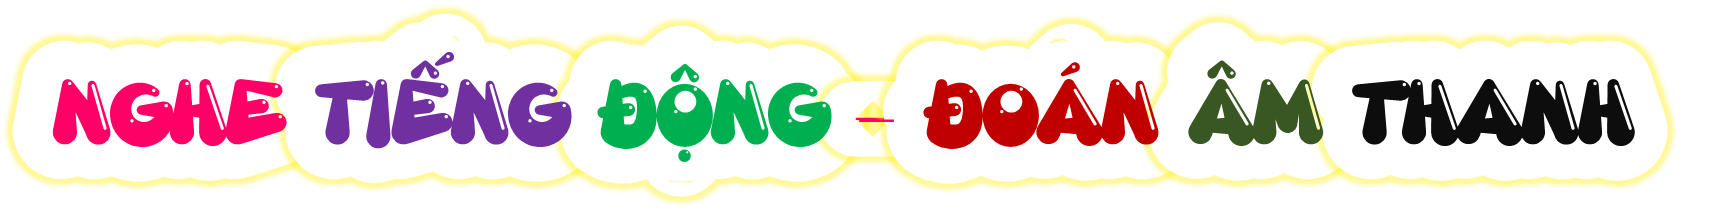 NGHE TIẾNG ĐỘNG - ĐOÁN ÂM THANH